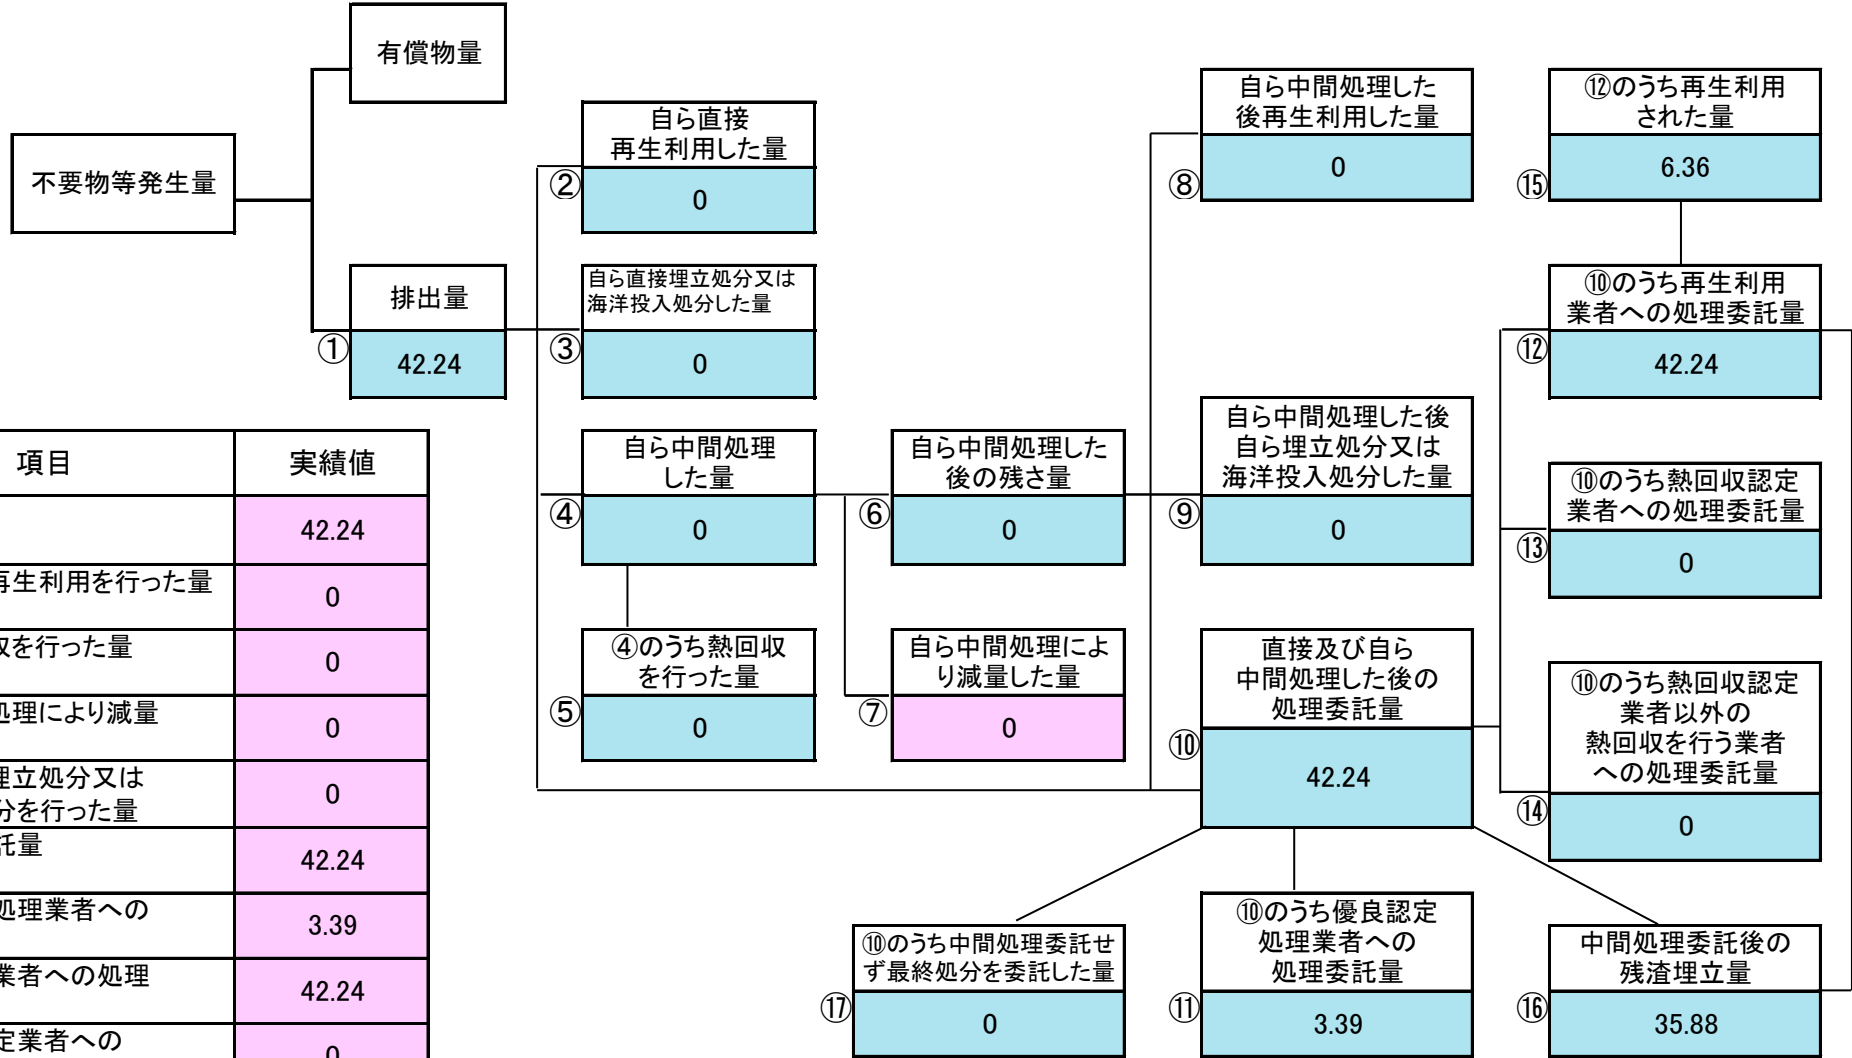 有償物量
不要物等発生量
排出量
①
42.24
自ら直接
再生利用した量
②
0
自ら直接埋立処分又は
海洋投入処分した量
③
0
自ら中間処理
した量
④
0
④のうち熱回収
を行った量
⑤
0
自ら中間処理した
後の残さ量
⑥
0
自ら中間処理によ
り減量した量
⑦
0
自ら中間処理した
後再生利用した量
⑧
0
自ら中間処理した後
自ら埋立処分又は
海洋投入処分した量
⑨
0
直接及び自ら
中間処理した後の
処理委託量
⑩
42.24
⑫のうち再生利用
された量
⑮
6.36
⑩のうち再生利用
業者への処理委託量
⑫
42.24
⑩のうち熱回収認定
業者への処理委託量
⑬
0
⑩のうち熱回収認定
業者以外の
熱回収を行う業者
への処理委託量
⑭
0
⑩のうち中間処理委託せ
ず最終処分を委託した量
⑰
0
⑩のうち優良認定
処理業者への
処理委託量
⑪
3.39
中間処理委託後の
残渣埋立量
⑯
35.88
項目 実績値
42.24
再生利用を行った量 0
を行った量 0
処理により減量 0
埋立処分又は
を行った量 0
託量 42.24
処理業者への 3.39
業者への処理 42.24
定業者への 0